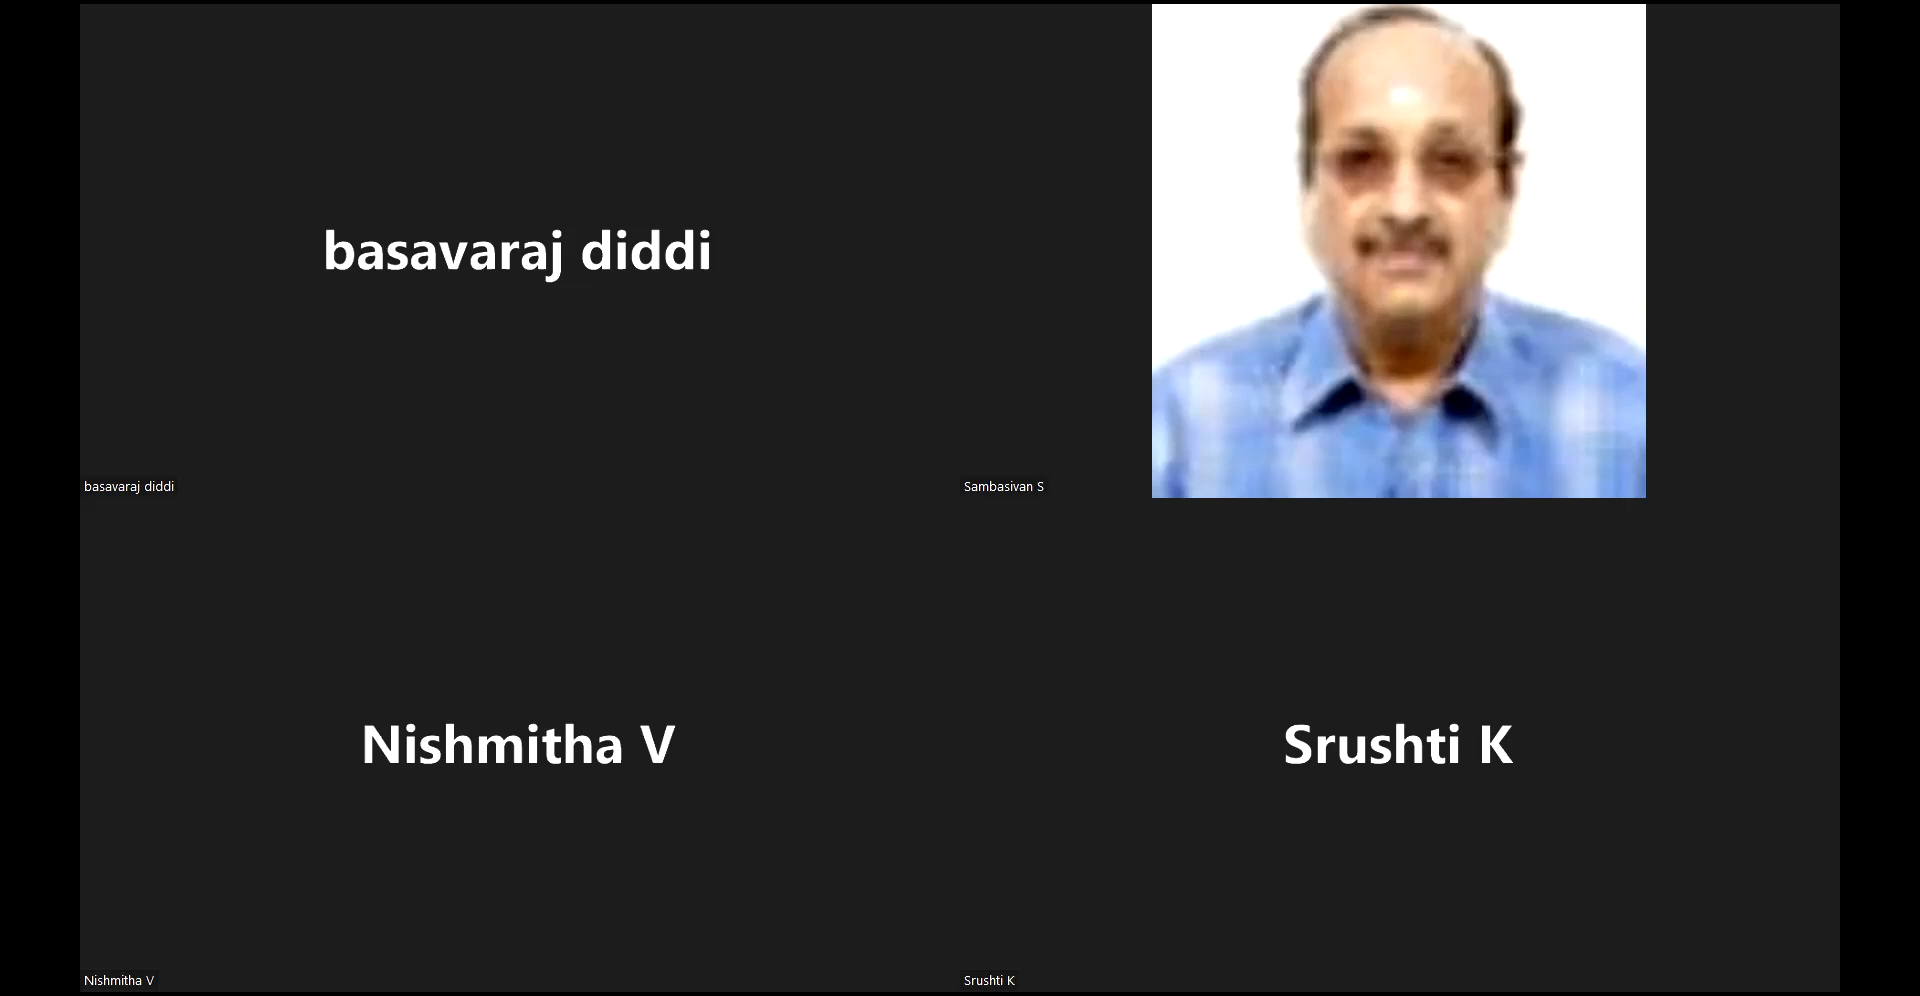 basavaraj diddi
basavaraj diddi
Sambasivan S
Nishmitha V
Srushti K
Nishmitha V
Srushti K